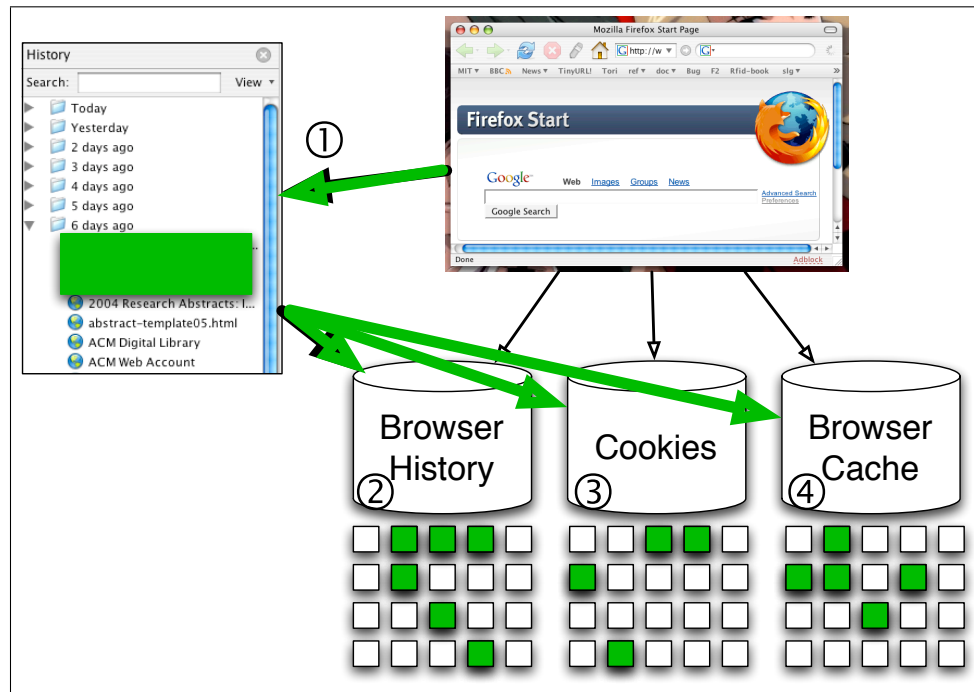 History
Search:
View
Today
Yesterday
2 days ago
3 days ago
4 days ago
5 days ago
6 days ago
...
2004 Research Abstracts: I...
abstract-template05.html
ACM Digital Library
ACM Web Account
①
Mozilla Firefox Start Page
G http://w
G
MIT BBC News TinyURL! Tori ref doc Bug F2 Rfid-book slg »
Firefox Start
Google
Web Images Groups News
Advanced Search
Preferences
Google Search
Done
Adblock
Browser
History
②
Cookies
③
Browser
Cache
④